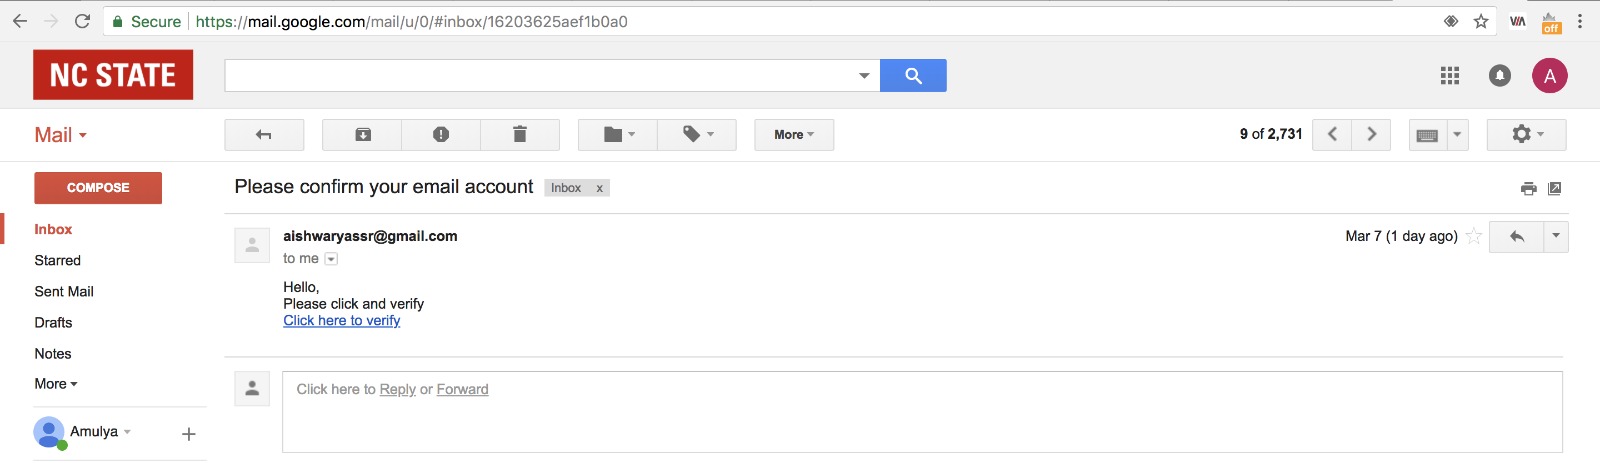 Secure https://mail.google.com/mail/u/0/#inbox/16203625aef1b0a0
VIA
off
NC STATE
A
Mail
More
9 of 2,731
COMPOSE
Please confirm your email account Inbox x
Inbox
aishwaryassr@gmail.com
Mar 7 (1 day ago)
Starred
to me
Sent Mail
Hello,
Please click and verify
Drafts
Click here to verify
Notes
More
Click here to Reply or Forward
Amulya